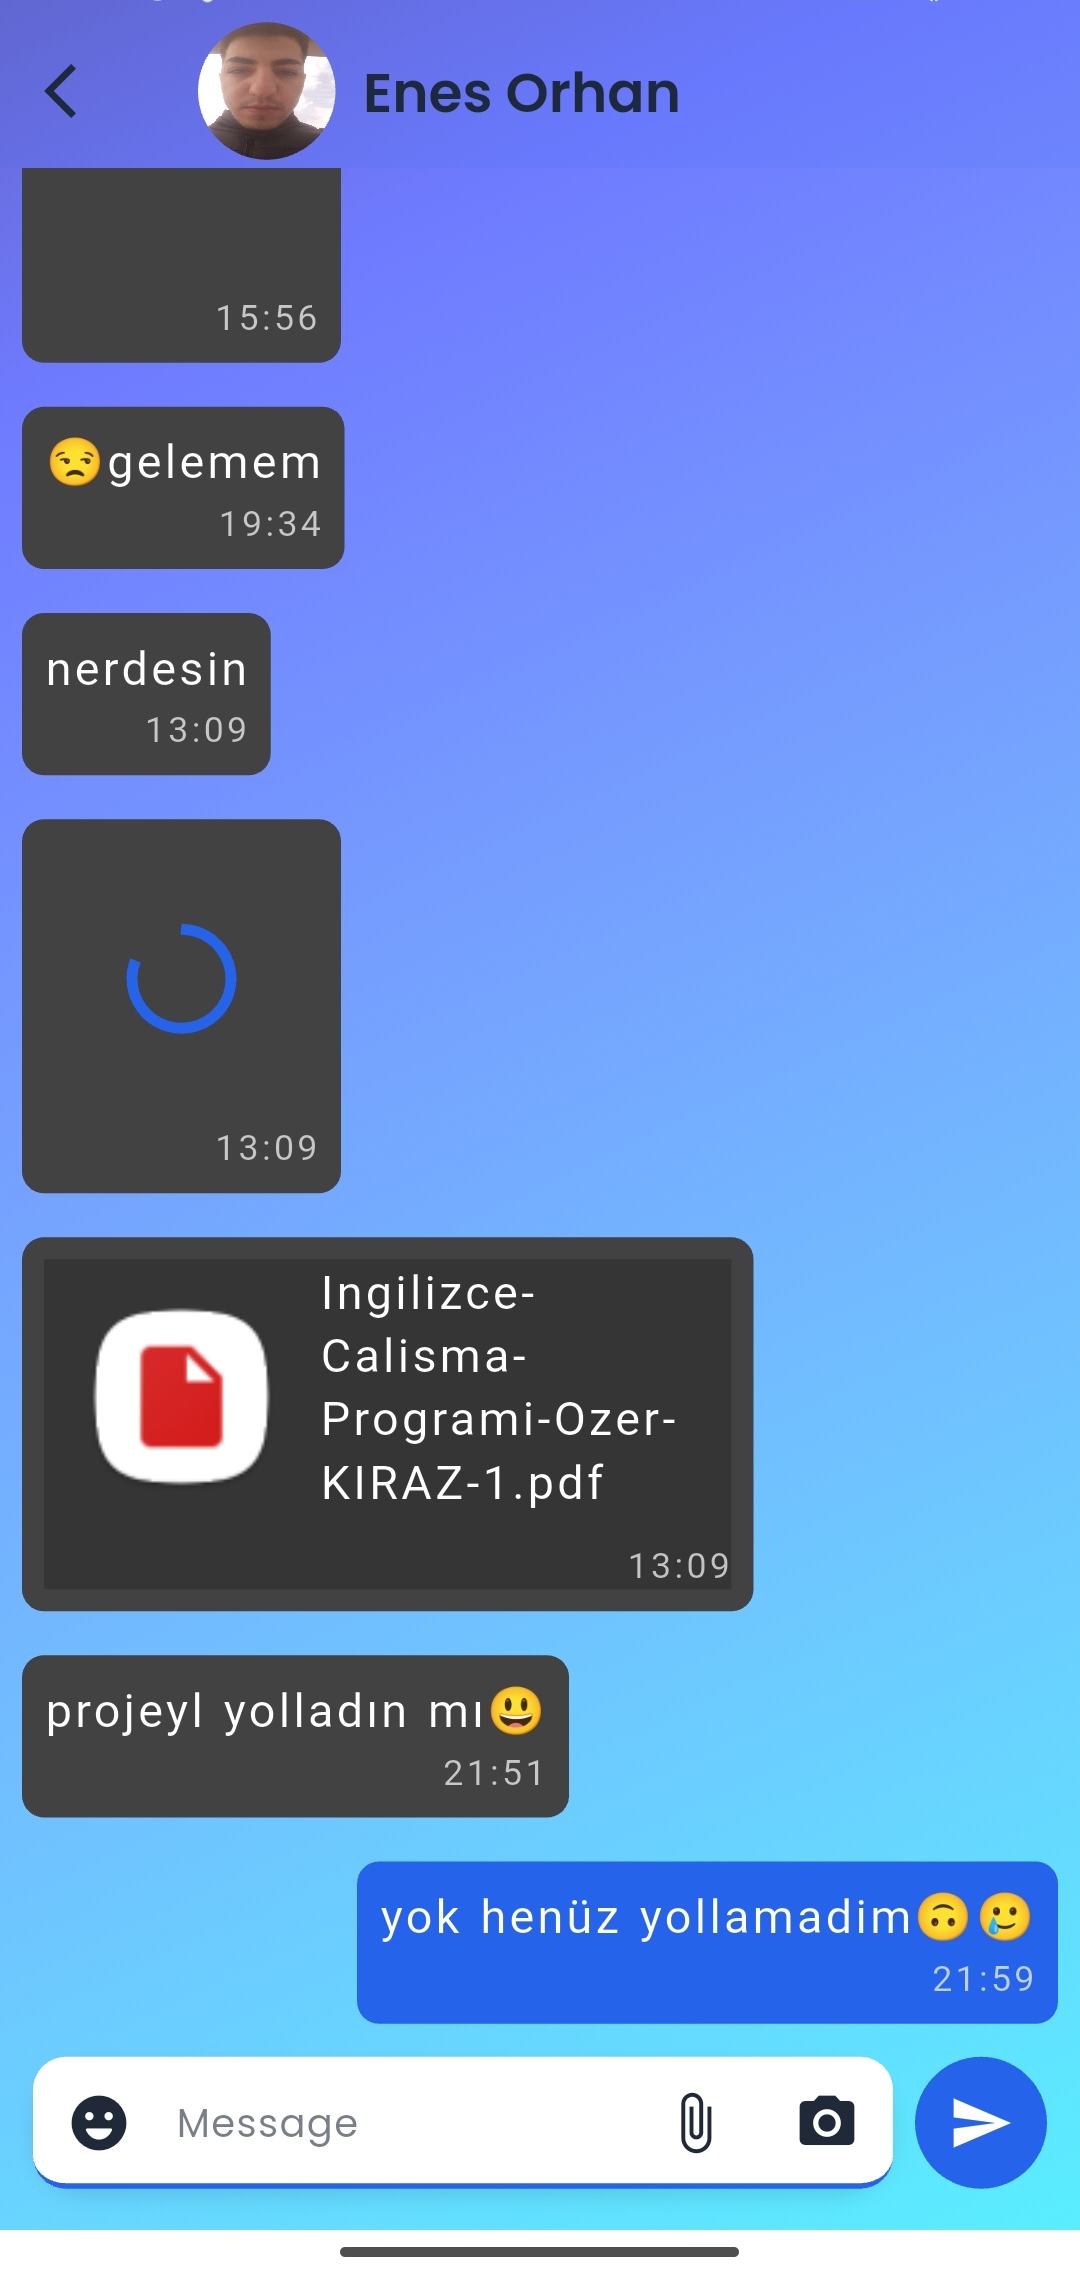 Enes Orhan
15:56
😒gelemem
19:34
nerdesin
13:09
13:09
Ingilizce-
Calisma-
Programi-Ozer-
KIRAZ-1.pdf
13:09
projeyl yolladın mı😃
21:51
yok henüz yollamadim🙃🥲
21:59
Message